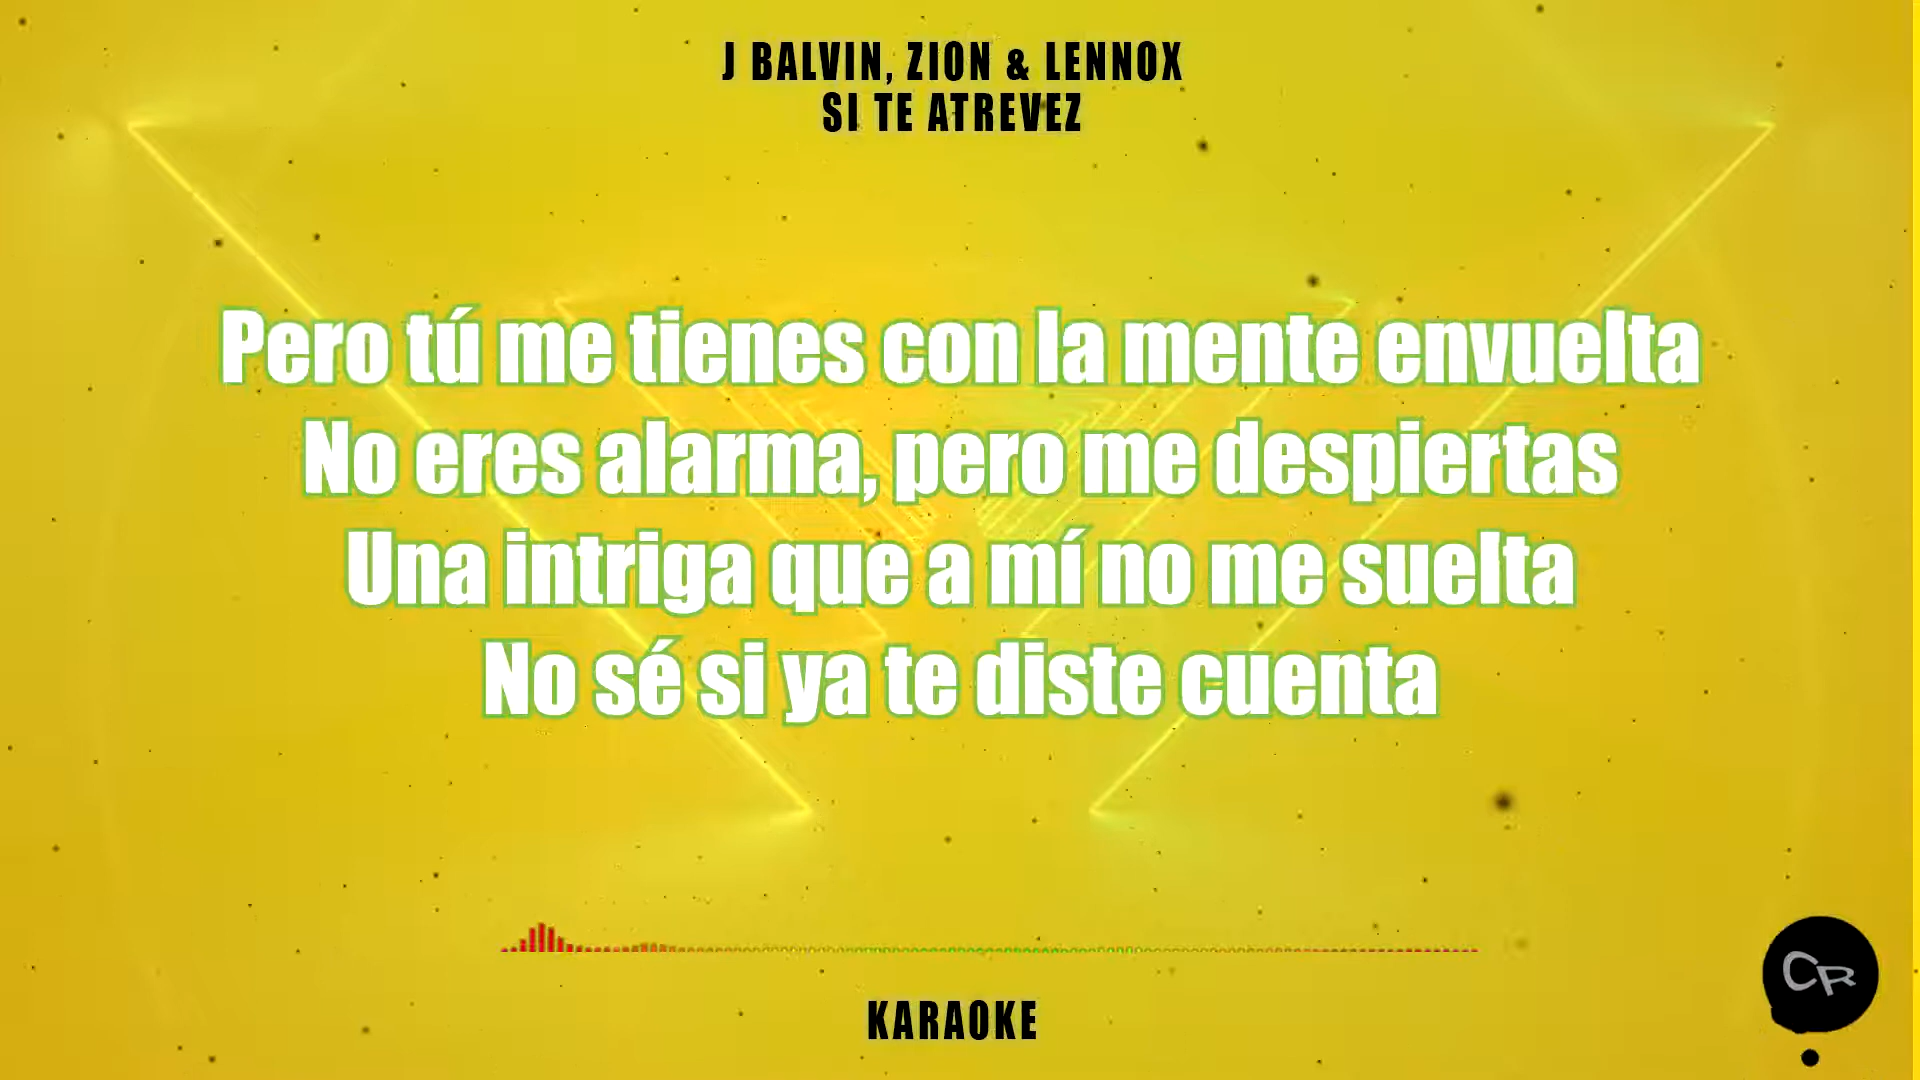 J BALVIN, ZION & LENNOX
SI TE ATREVEZ
Pero tú me tienes con la mente envuelta
No eres alarma, pero me despiertas
Una intriga que a mí no me suelta
No sé si ya te diste cuenta
CR
KARAOKE